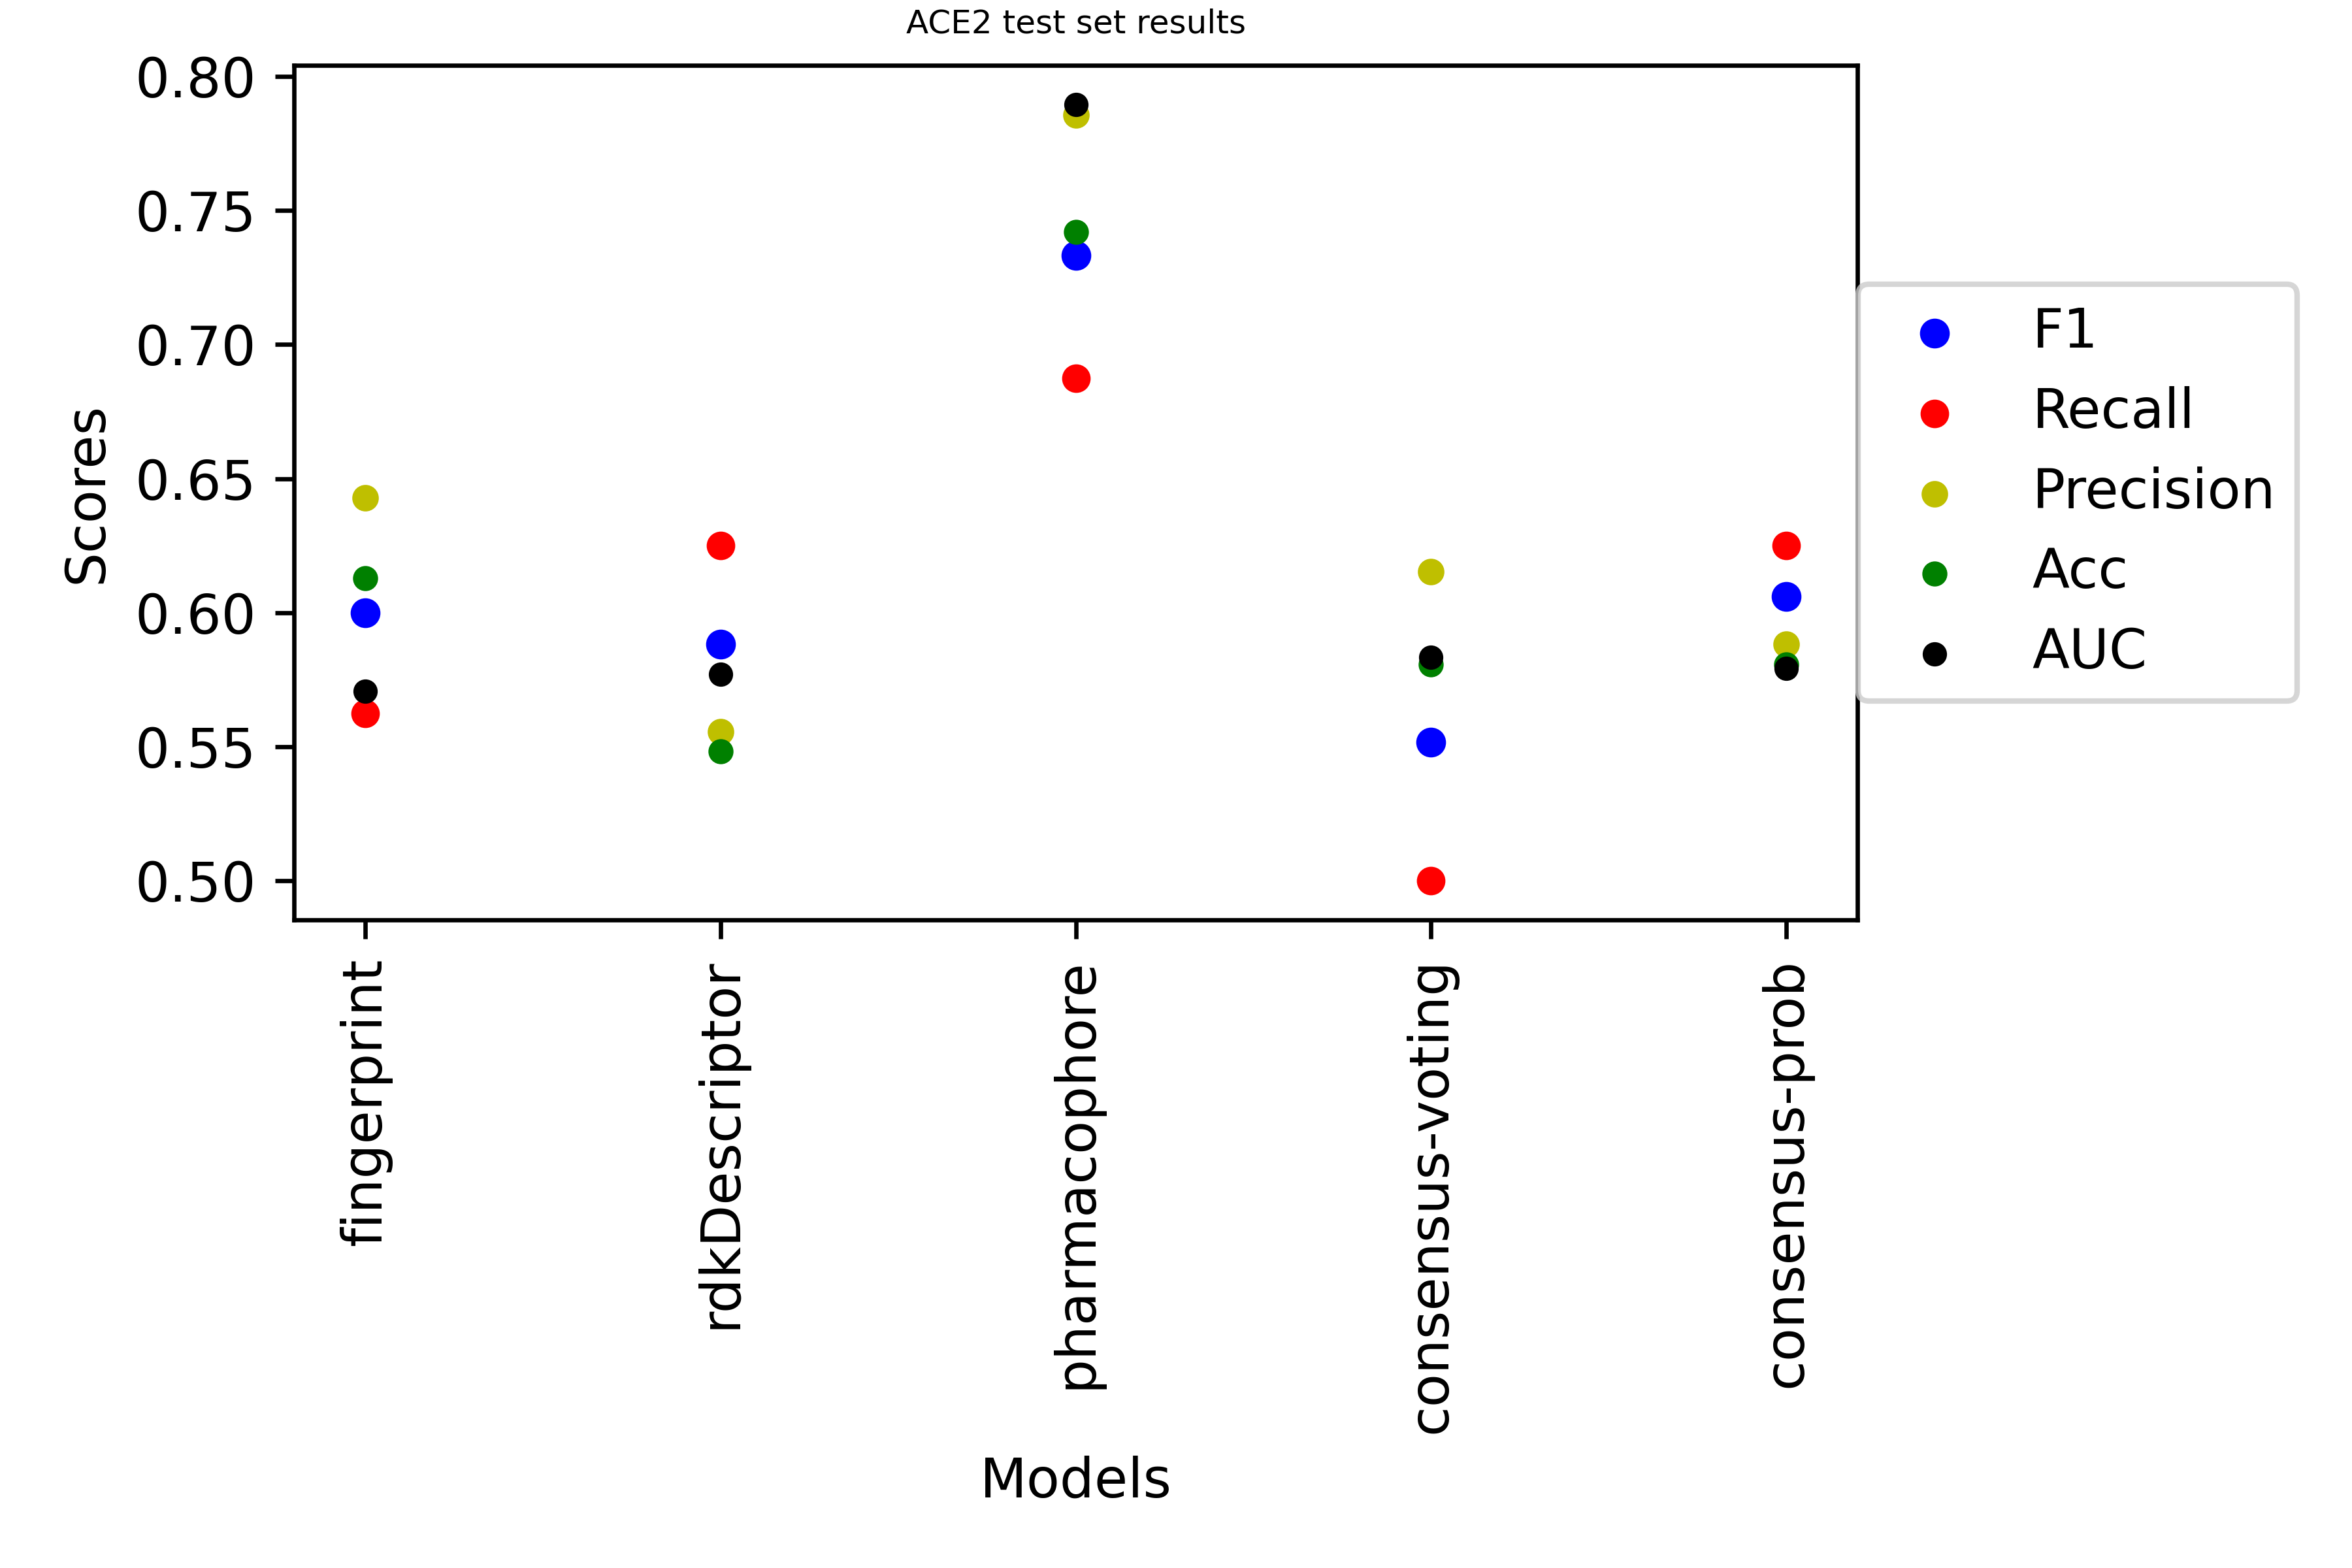 ACE2 test set results
0.80
0.75
0.70
0.65
0.60
0.55
0.50
Scores
F1
Recall
Precision
Acc
AUC
fingerprint
rdkDescriptor
pharmacophore
consensus-voting
consensus-prob
Models